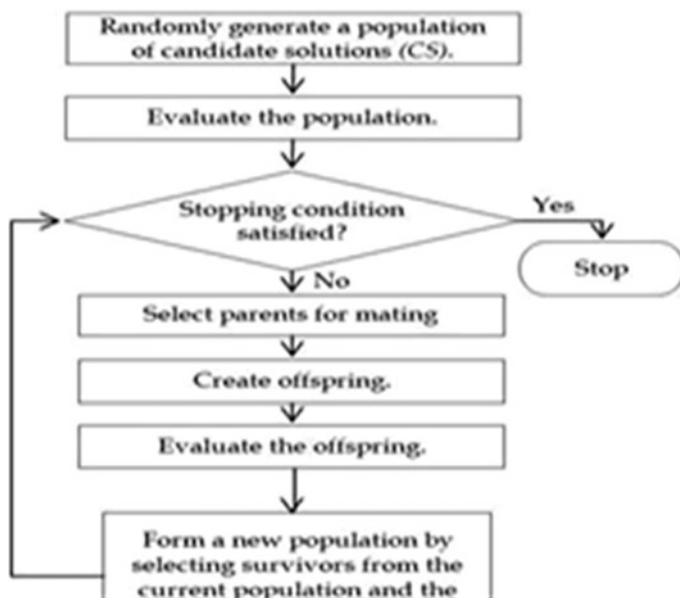 Randomly generate a population
of candidate solutions (CS).
Evaluate the population.
Stopping condition
satisfied?
Yes
Stop
No
Select parents for mating
Create offspring.
Evaluate the offspring.
Form a new population by
selecting survivors from the
current population and the